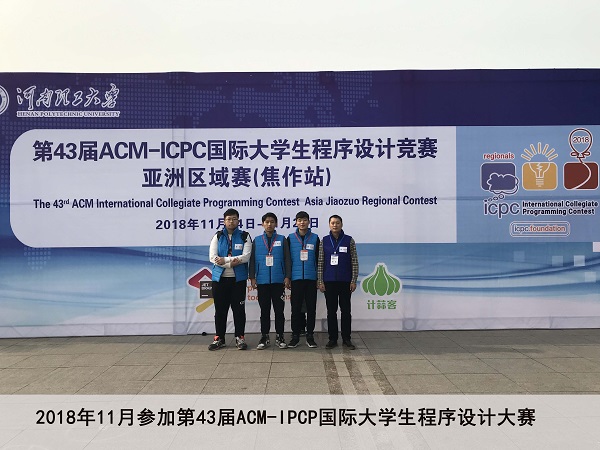 河南理工大学
HENAN POLYTECHNIC UNIVERSITY
第43届ACM-ICPC国际大学生程序设计竞赛
亚洲区域赛(焦作站)
The 43rd ACM International Collegiate Programming Contest Asia Jiaozuo Regional Contest
2018年11月
regionals
2018
icpc International Collegiate
Programming Contest
icpc.foundation
JET
BRAINS
计蒜客
2018年11月参加第43届ACM-IPCP国际大学生程序设计大赛